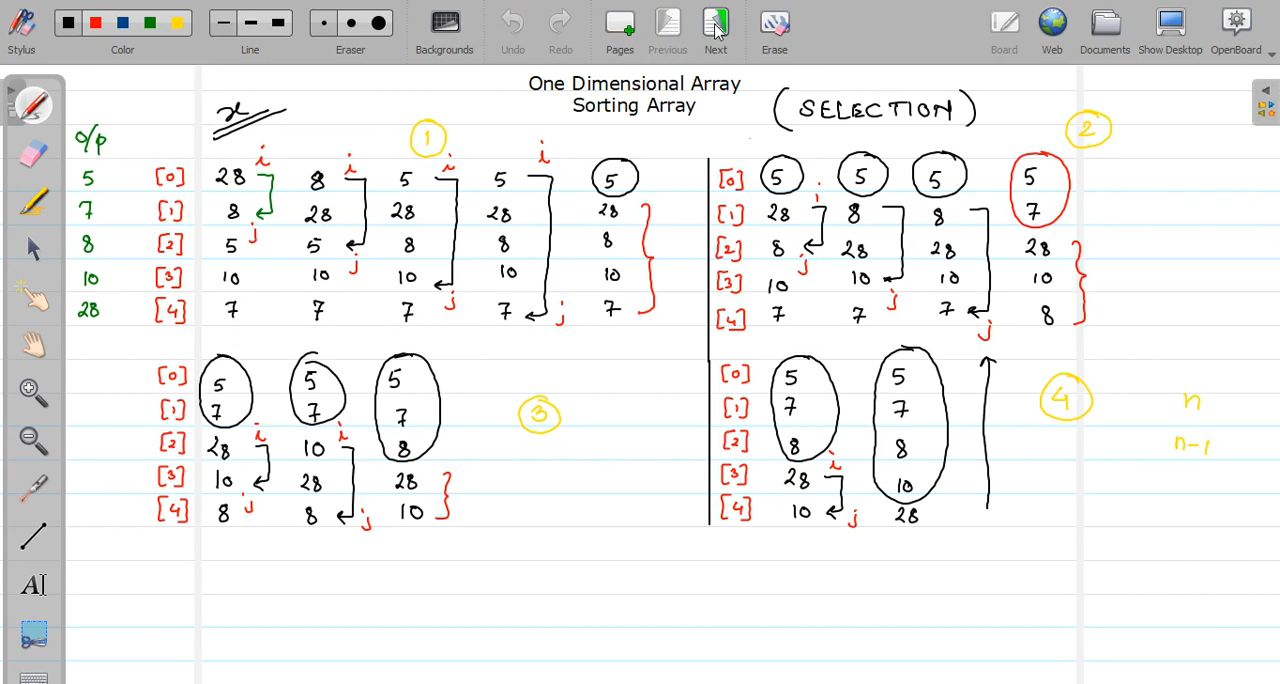 Stylus Color Line Eraser Backgrounds Undo Redo Pages Previous Next Erase Board Web Documents Show Desktop OpenBoard
One Dimensional Array
Sorting Array
(SELECTION)
x
o/p
5
7
8
10
28
1
i i i i
[0] 28 8 5 5 5
[1] 8 28 28 28 28
[2] 5 5 8 8 8
[3] 10 10 10 10 10
[4] 7 7 7 7 7
j j j j
2
[0] 5 5 5 5
i
[1] 28 8 8 7
[2] 8 28 28 28
[3] 10 10 10 10
[4] 7 7 7 8
j j j
3
[0] 5 5 5
[1] 7 7 7
i i
[2] 28 10 8
[3] 10 28 28
[4] 8 8 10
j j
4
[0] 5 5
[1] 7 7
[2] 8 8
i
[3] 28 10
[4] 10 28
j
n
n-1
AI